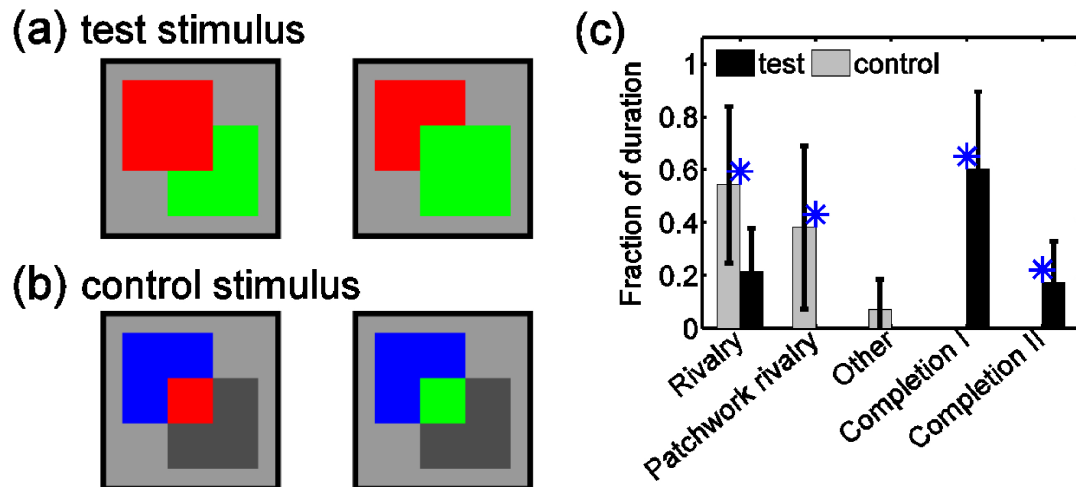 (a) test stimulus
(b) control stimulus
(c)
test control
Fraction of duration
1
0.8
0.6
0.4
0.2
0
Rivalry
Patchwork rivalry
Other
Completion I
Completion II